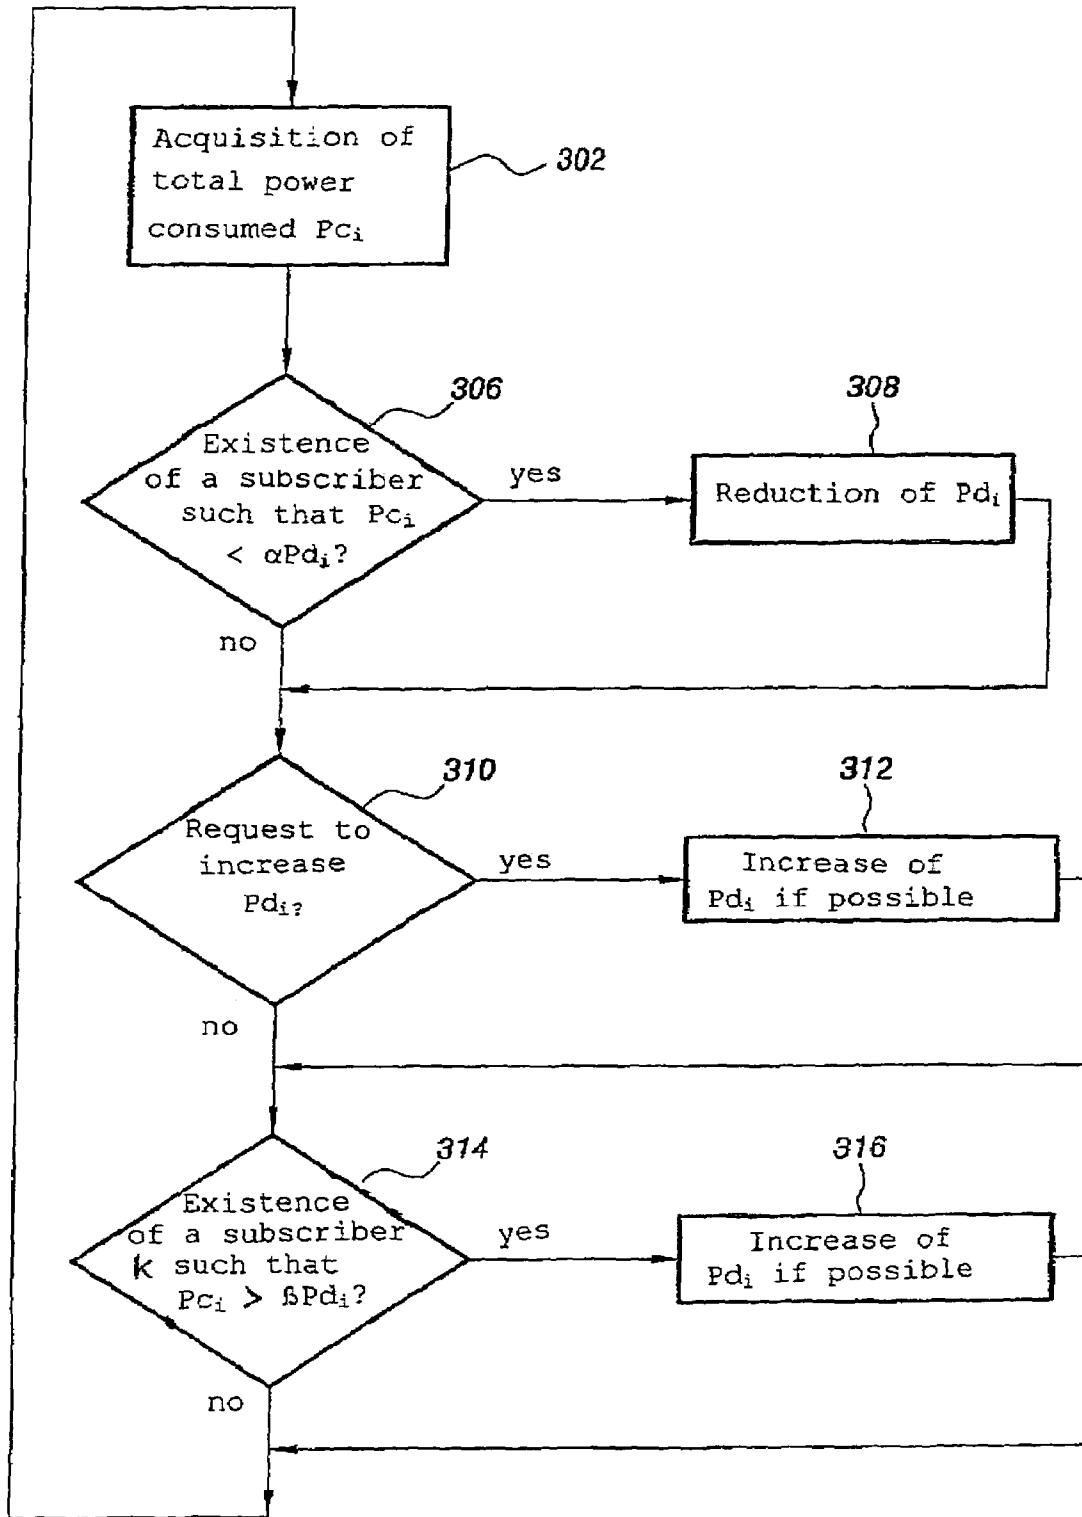 Acquisition of
total power
consumed Pcᵢ
302
306
Existence
of a subscriber
such that Pcᵢ
< αPdᵢ?
yes
308
Reduction of Pdᵢ
no
310
Request to
increase
Pdᵢ?
yes
312
Increase of
Pdᵢ if possible
no
314
Existence
of a subscriber
k such that
Pcᵢ > ßPdᵢ?
yes
316
Increase of
Pdᵢ if possible
no